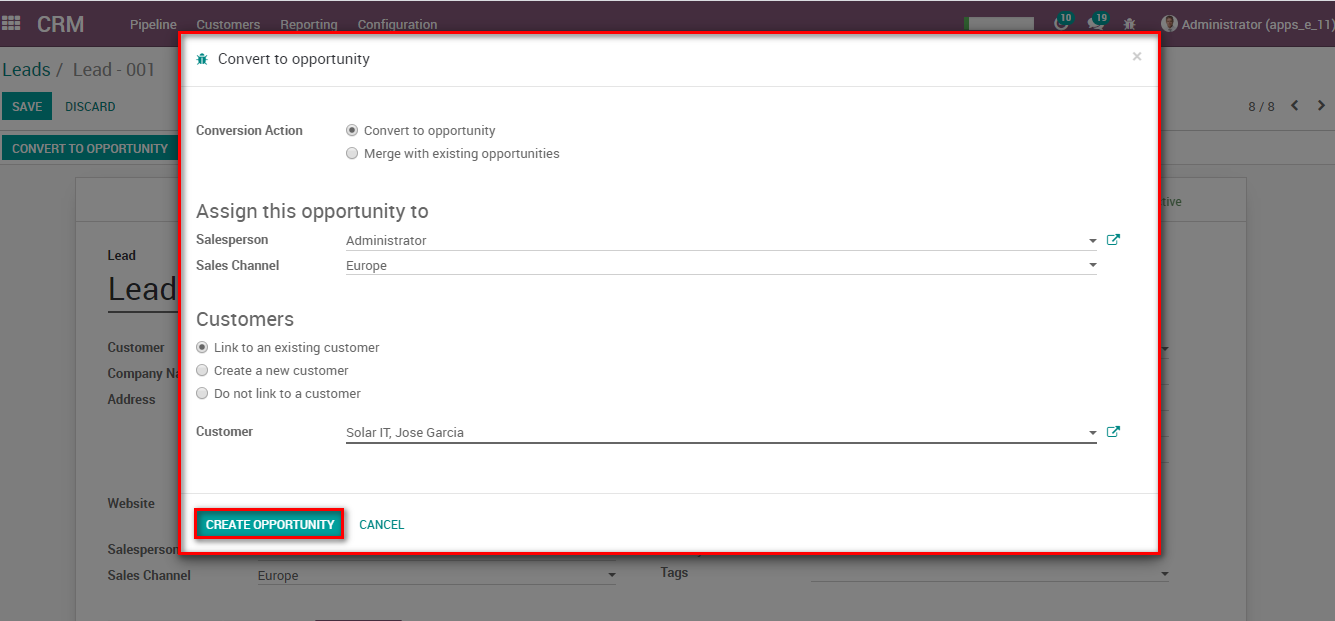 CRM Pipeline Customers Reporting Configuration 10 19 Administrator (apps_e_11)
Leads / Lead - 001
SAVE DISCARD 8 / 8
CONVERT TO OPPORTUNITY
Convert to opportunity ×
Conversion Action Convert to opportunity
Merge with existing opportunities
Assign this opportunity to
Salesperson Administrator
Sales Channel Europe
Customers
Link to an existing customer
Create a new customer
Do not link to a customer
Customer Solar IT, Jose Garcia
CREATE OPPORTUNITY CANCEL
tive
Lead
Lead
Customer
Company Na
Address
Website
Salesperson
Sales Channel Europe
Tags